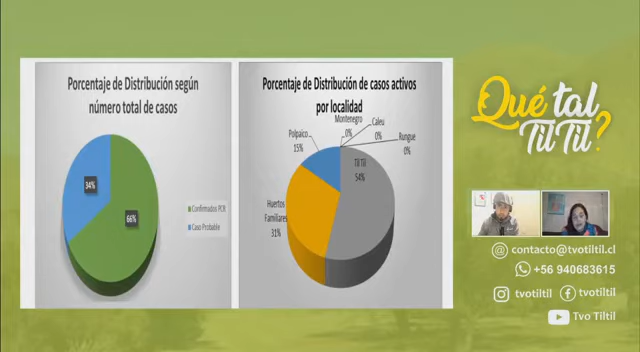 Porcentaje de Distribución según
número total de casos
34%
66%
Confirmados PCR
Caso Probable
Porcentaje de Distribución de casos activos
por localidad
Montenegro
0%
Caleu
0%
Rungue
0%
Polpaico
15%
Til Til
54%
Huertos
Familiares
31%
Qué tal
Til Til?
contacto@tvotiltil.cl
+56 940683615
tvotiltil
tvotiltil
Tvo Tiltil